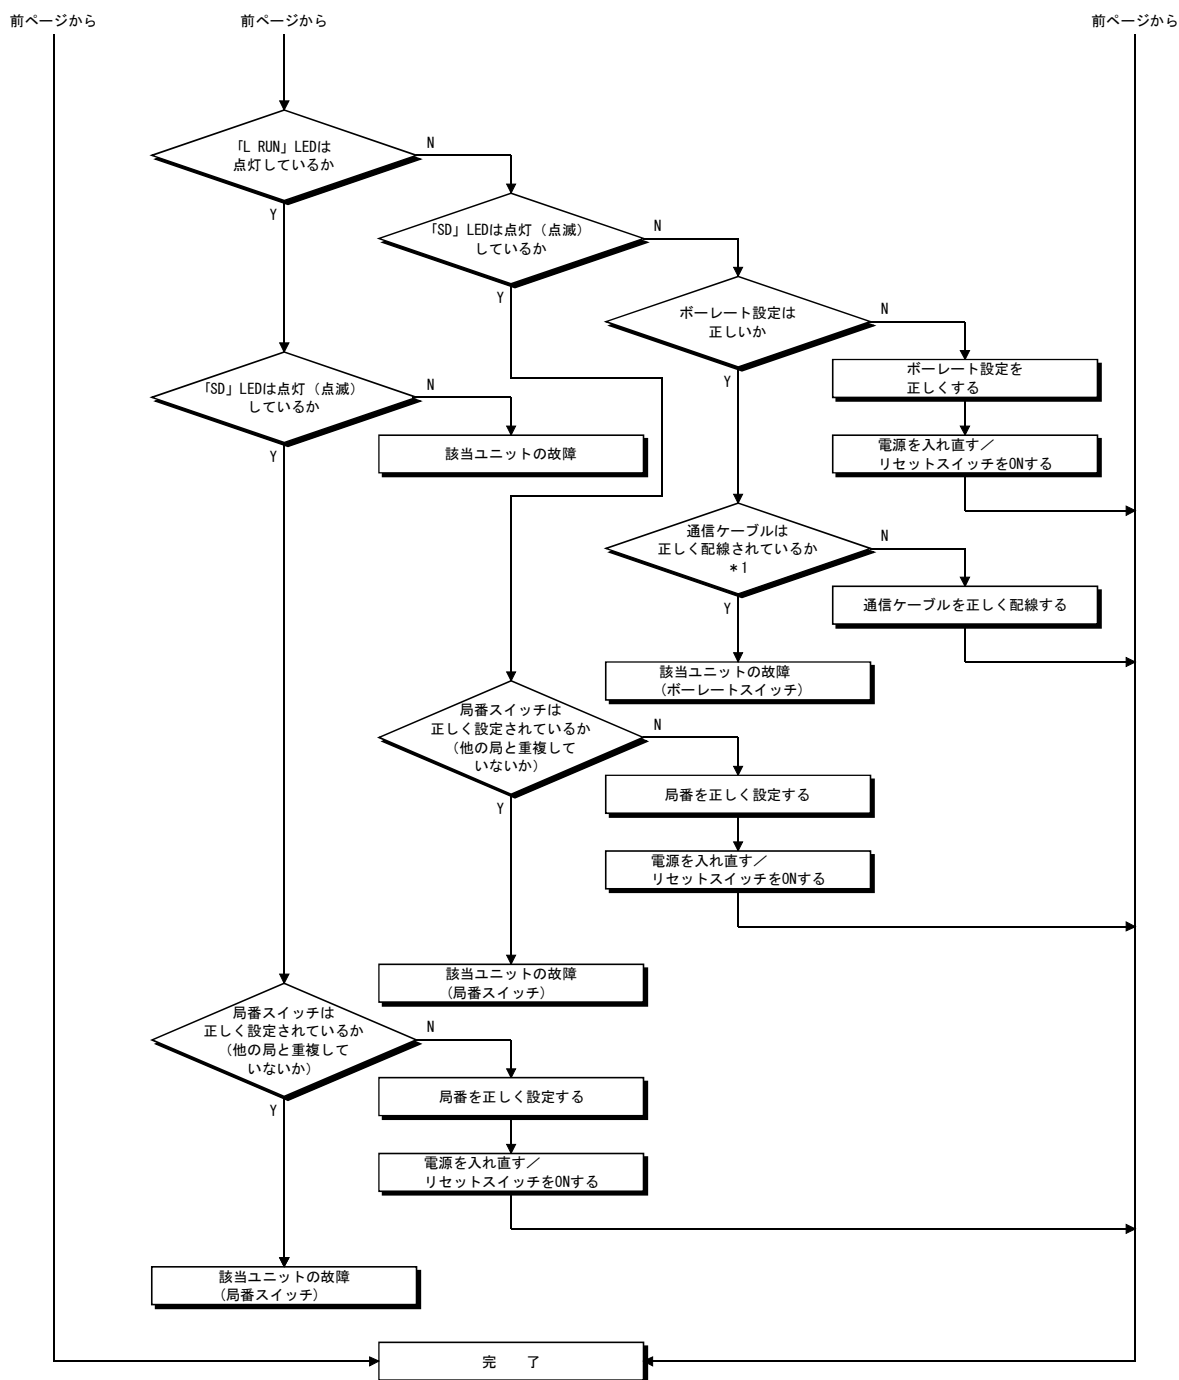 前ページから
前ページから
前ページから
「L RUN」LEDは
点灯しているか
N
Y
「SD」LEDは点灯(点滅)
しているか
N
Y
ボーレート設定は
正しいか
N
Y
ボーレート設定を
正しくする
電源を入れ直す／
リセットスイッチをONする
「SD」LEDは点灯(点滅)
しているか
N
Y
該当ユニットの故障
通信ケーブルは
正しく配線されているか
*1
N
Y
通信ケーブルを正しく配線する
該当ユニットの故障
(ボーレートスイッチ)
局番スイッチは
正しく設定されているか
(他の局と重複して
いないか)
N
Y
局番を正しく設定する
電源を入れ直す／
リセットスイッチをONする
該当ユニットの故障
(局番スイッチ)
局番スイッチは
正しく設定されているか
(他の局と重複して
いないか)
N
Y
局番を正しく設定する
電源を入れ直す／
リセットスイッチをONする
該当ユニットの故障
(局番スイッチ)
完　了